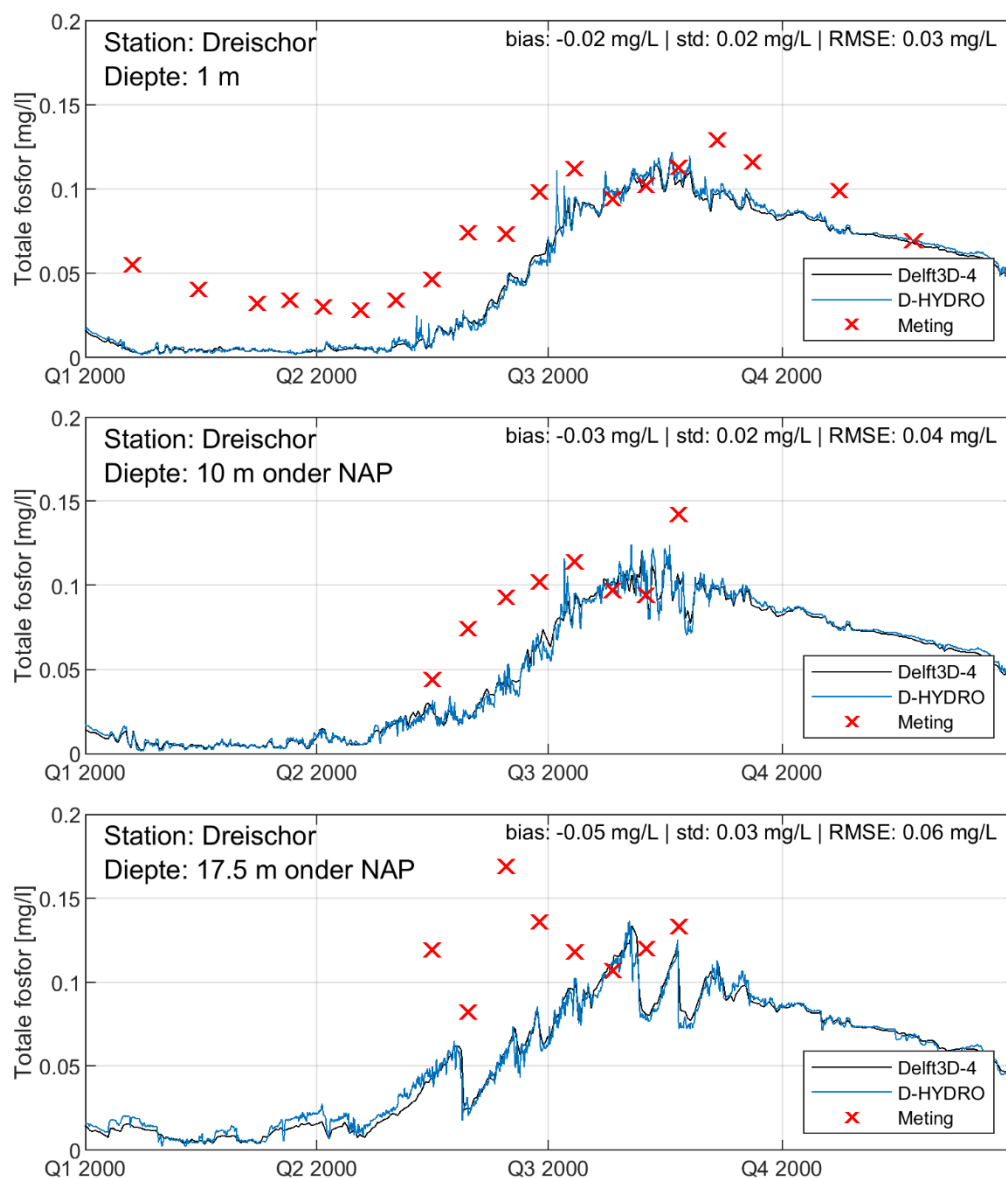 Station: Dreischor
Diepte: 1 m
bias: -0.02 mg/L | std: 0.02 mg/L | RMSE: 0.03 mg/L
Totale fosfor [mg/l]
0.2
0.15
0.1
0.05
0
Q1 2000
Q2 2000
Q3 2000
Q4 2000
Delft3D-4
D-HYDRO
Meting
Station: Dreischor
Diepte: 10 m onder NAP
bias: -0.03 mg/L | std: 0.02 mg/L | RMSE: 0.04 mg/L
Totale fosfor [mg/l]
0.2
0.15
0.1
0.05
0
Q1 2000
Q2 2000
Q3 2000
Q4 2000
Delft3D-4
D-HYDRO
Meting
Station: Dreischor
Diepte: 17.5 m onder NAP
bias: -0.05 mg/L | std: 0.03 mg/L | RMSE: 0.06 mg/L
Totale fosfor [mg/l]
0.2
0.15
0.1
0.05
0
Q1 2000
Q2 2000
Q3 2000
Q4 2000
Delft3D-4
D-HYDRO
Meting